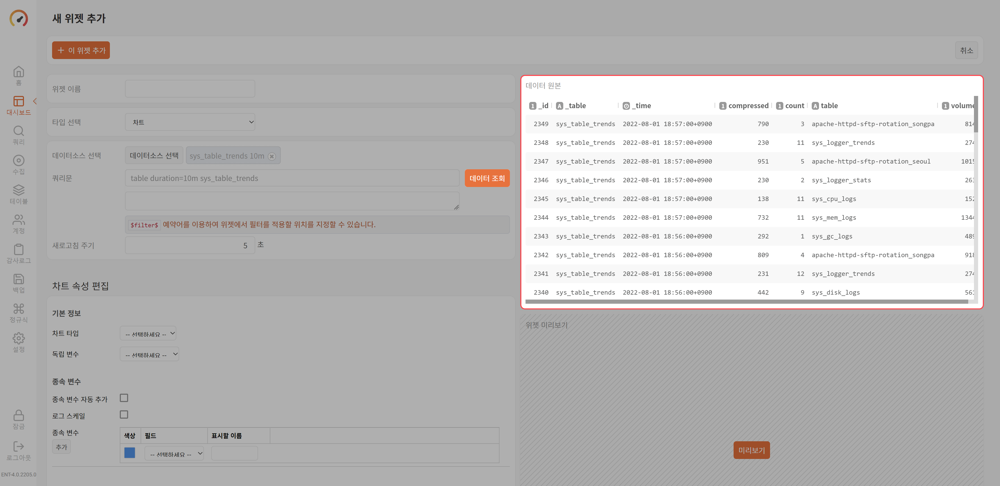 새 위젯 추가
이 위젯 추가
취소
홈
대시보드
쿼리
수집
테이블
계정
감사로그
백업
정규식
설정
잠금
로그아웃
ENT-4.0.2205.0
위젯 이름
타입 선택
차트
데이터소스 선택
데이터소스 선택
sys_table_trends 10m
쿼리문
table duration=10m sys_table_trends
데이터 조회
$filter$ 예약어를 이용하여 위젯에서 필터를 적용할 위치를 지정할 수 있습니다.
새로고침 주기
5 초
차트 속성 편집
기본 정보
차트 타입
-- 선택하세요 --
독립 변수
-- 선택하세요 --
종속 변수
종속 변수 자동 추가
로그 스케일
종속 변수
추가
색상 필드 표시할 이름
-- 선택하세요 --
데이터 원본
1 _id A _table _time 1 compressed 1 count A table 1 volume
2349 sys_table_trends 2022-08-01 18:57:00+0900 790 3 apache-httpd-sftp-rotation_songpa 814
2348 sys_table_trends 2022-08-01 18:57:00+0900 230 11 sys_logger_trends 274
2347 sys_table_trends 2022-08-01 18:57:00+0900 951 5 apache-httpd-sftp-rotation_seoul 1015
2346 sys_table_trends 2022-08-01 18:57:00+0900 230 2 sys_logger_stats 263
2345 sys_table_trends 2022-08-01 18:57:00+0900 138 11 sys_cpu_logs 152
2344 sys_table_trends 2022-08-01 18:57:00+0900 732 11 sys_mem_logs 1344
2343 sys_table_trends 2022-08-01 18:56:00+0900 292 1 sys_gc_logs 489
2342 sys_table_trends 2022-08-01 18:56:00+0900 809 4 apache-httpd-sftp-rotation_songpa 918
2341 sys_table_trends 2022-08-01 18:56:00+0900 231 12 sys_logger_trends 274
2340 sys_table_trends 2022-08-01 18:56:00+0900 442 9 sys_disk_logs 561
위젯 미리보기
미리보기